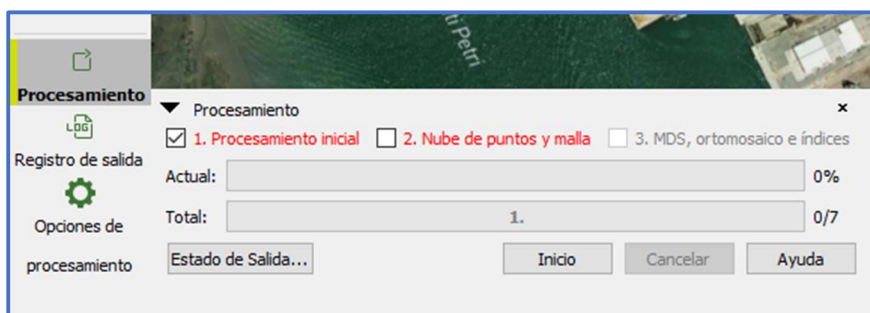 ti Petri
Procesamiento
LOG
Registro de salida
Opciones de
procesamiento
Procesamiento
×
1. Procesamiento inicial 2. Nube de puntos y malla 3. MDS, ortomosaico e índices
Actual: 0%
Total: 1. 0/7
Estado de Salida... Inicio Cancelar Ayuda